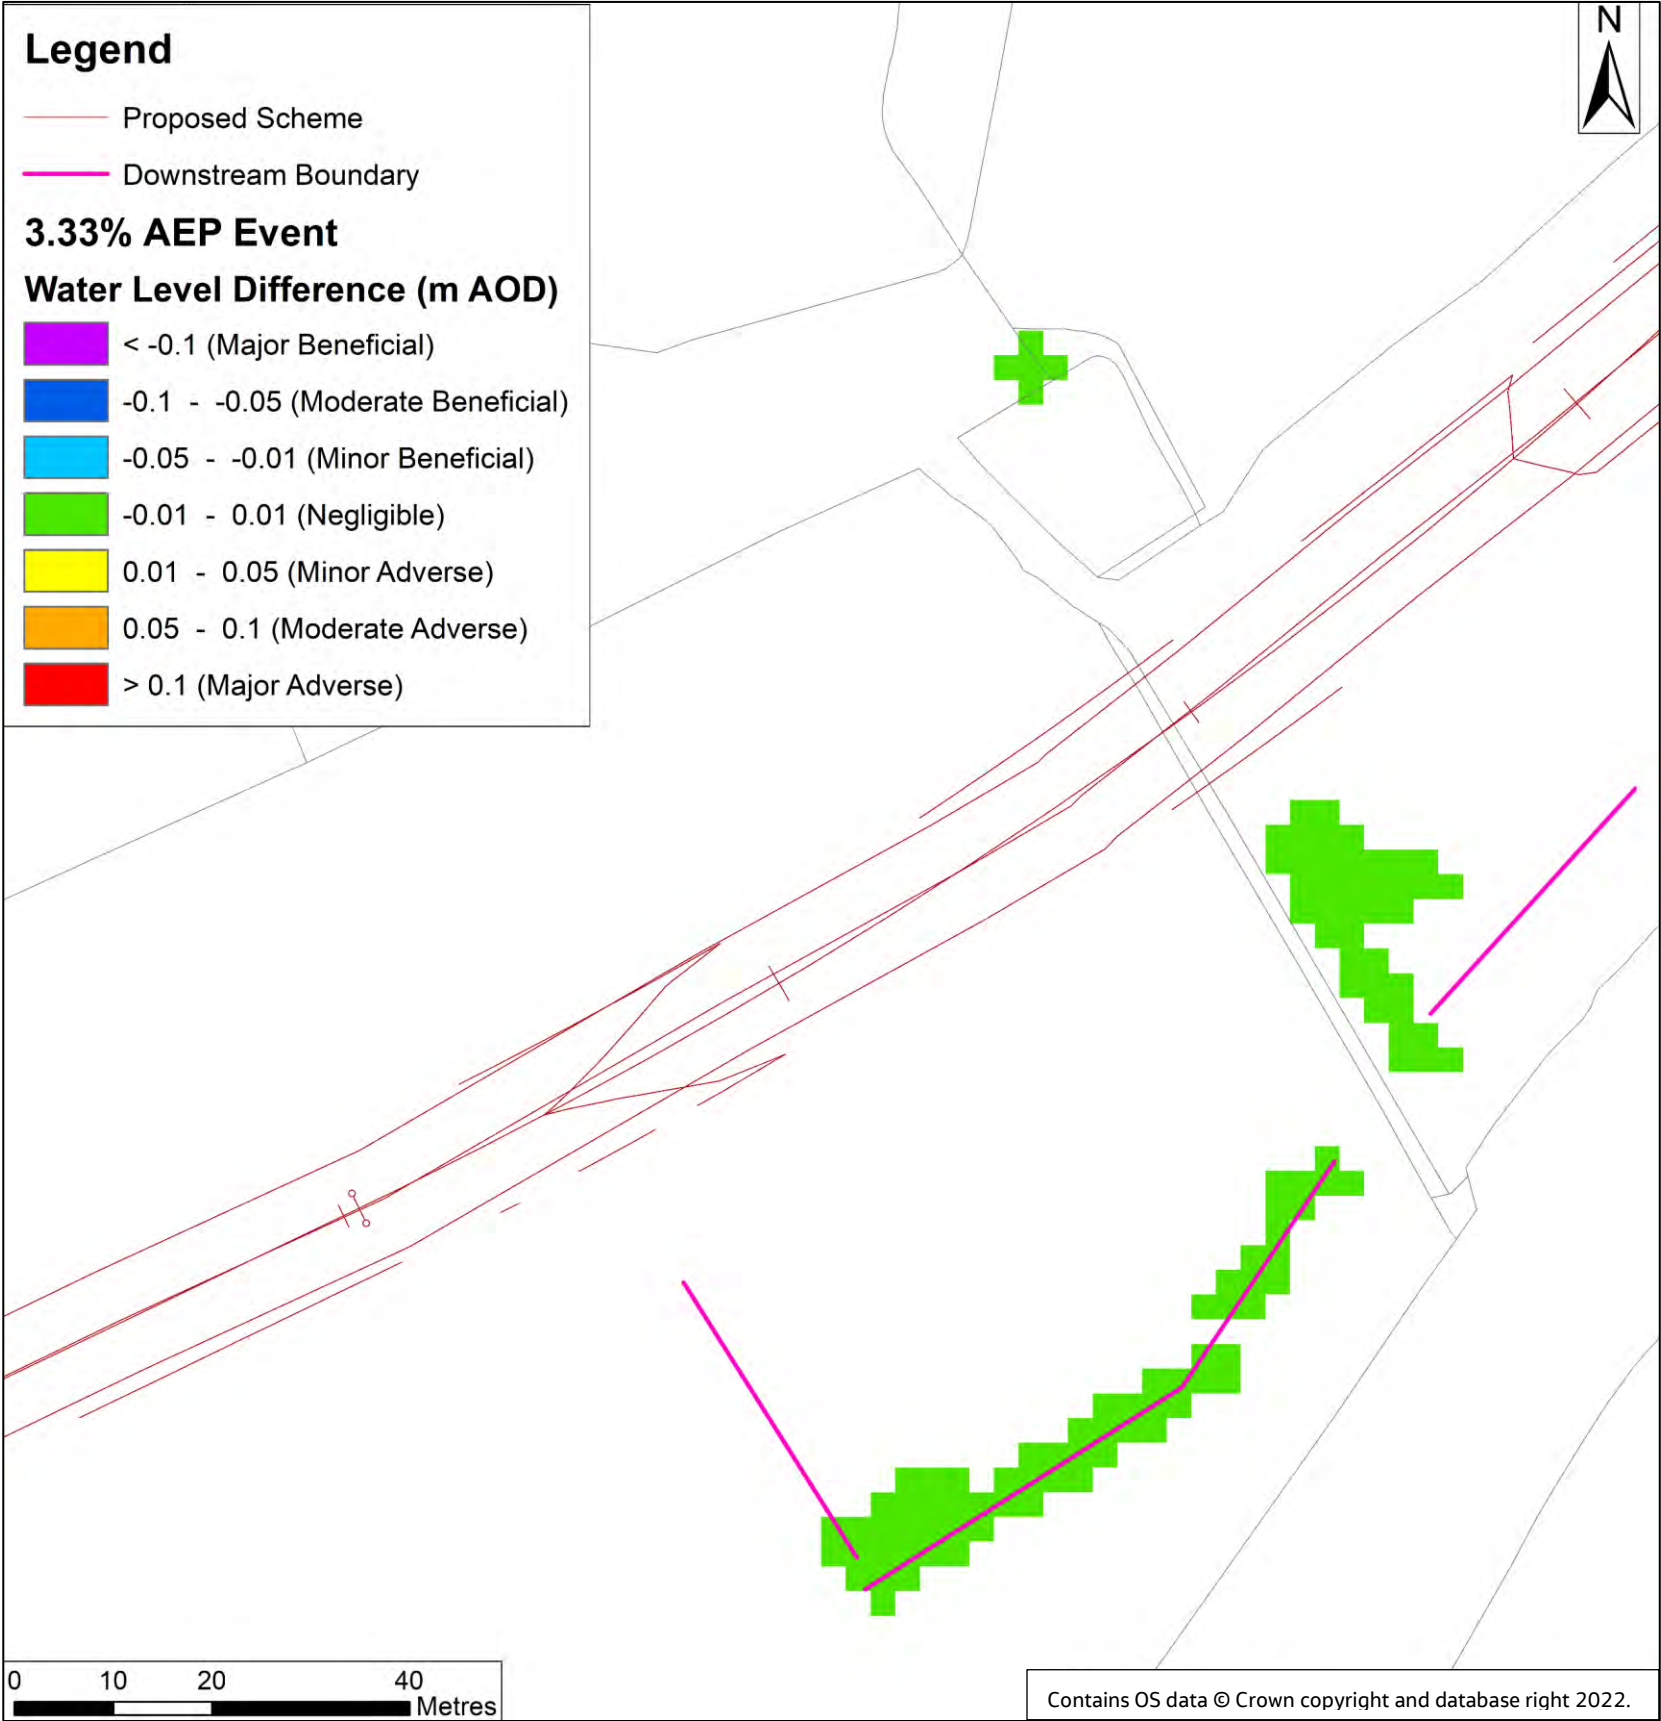 Legend
Proposed Scheme
Downstream Boundary
3.33% AEP Event
Water Level Difference (m AOD)
< -0.1 (Major Beneficial)
-0.1 - -0.05 (Moderate Beneficial)
-0.05 - -0.01 (Minor Beneficial)
-0.01 - 0.01 (Negligible)
0.01 - 0.05 (Minor Adverse)
0.05 - 0.1 (Moderate Adverse)
> 0.1 (Major Adverse)
N
0 10 20 40
Metres
Contains OS data © Crown copyright and database right 2022.